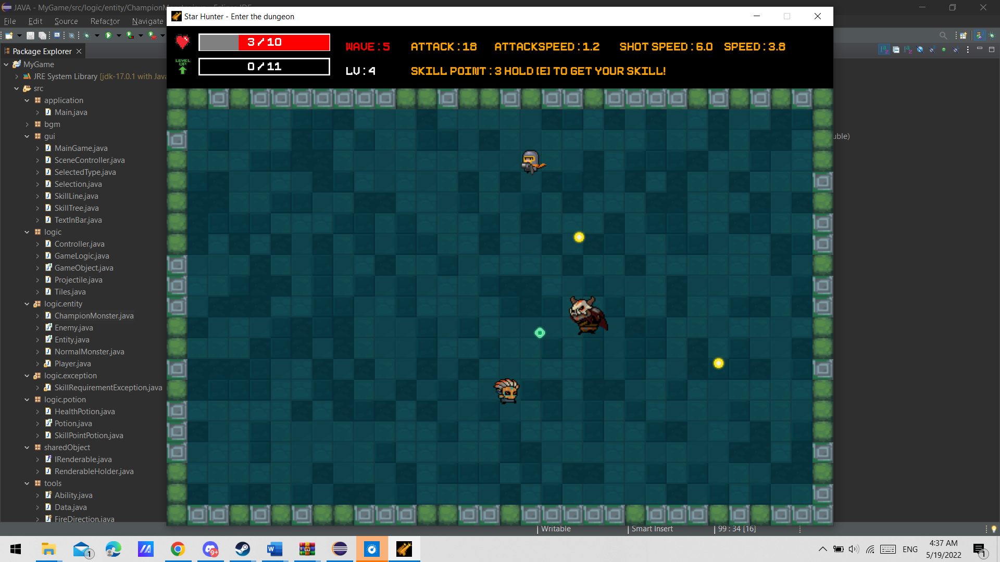 JAVA - MyGame/src/logic/entity/ChampionMonster.java - Eclipse IDE
File Edit Source Refactor Navigate
Star Hunter - Enter the dungeon
3/10
WAVE : 5 ATTACK : 18 ATTACKSPEED : 1.2 SHOT SPEED : 6.0 SPEED : 3.8
LEVEL UP
0/11
LV : 4 SKILL POINT : 3 HOLD [E] TO GET YOUR SKILL!
Package Explorer
MyGame
JRE System Library [jdk-17.0.1 with Java
src
application
Main.java
bgm
gui
MainGame.java
SceneController.java
SelectedType.java
Selection.java
SkillLine.java
SkillTree.java
TextInBar.java
logic
Controller.java
GameLogic.java
GameObject.java
Projectile.java
Tiles.java
logic.entity
ChampionMonster.java
Enemy.java
Entity.java
NormalMonster.java
Player.java
logic.exception
SkillRequirementException.java
logic.potion
HealthPotion.java
Potion.java
SkillPointPotion.java
sharedObject
IRenderable.java
RenderableHolder.java
tools
Ability.java
Data.java
FireDirection.java
uble)
Writable Smart Insert 99 : 34 [16]
1
9+
ENG
4:37 AM
5/19/2022
1